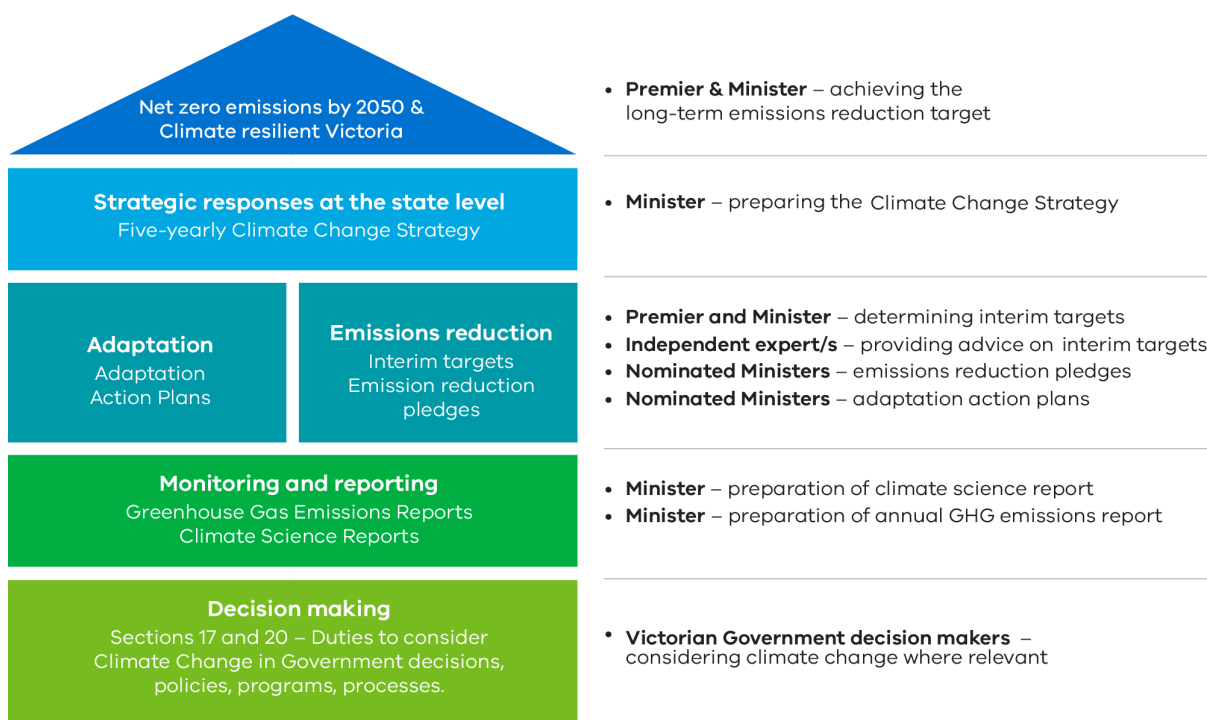 Net zero emissions by 2050 &
Climate resilient Victoria
• Premier & Minister – achieving the
long-term emissions reduction target
Strategic responses at the state level
Five-yearly Climate Change Strategy
• Minister – preparing the Climate Change Strategy
Adaptation
Adaptation
Action Plans
Emissions reduction
Interim targets
Emission reduction
pledges
• Premier and Minister – determining interim targets
• Independent expert/s – providing advice on interim targets
• Nominated Ministers – emissions reduction pledges
• Nominated Ministers – adaptation action plans
Monitoring and reporting
Greenhouse Gas Emissions Reports
Climate Science Reports
• Minister – preparation of climate science report
• Minister – preparation of annual GHG emissions report
Decision making
Sections 17 and 20 – Duties to consider
Climate Change in Government decisions,
policies, programs, processes.
• Victorian Government decision makers –
considering climate change where relevant